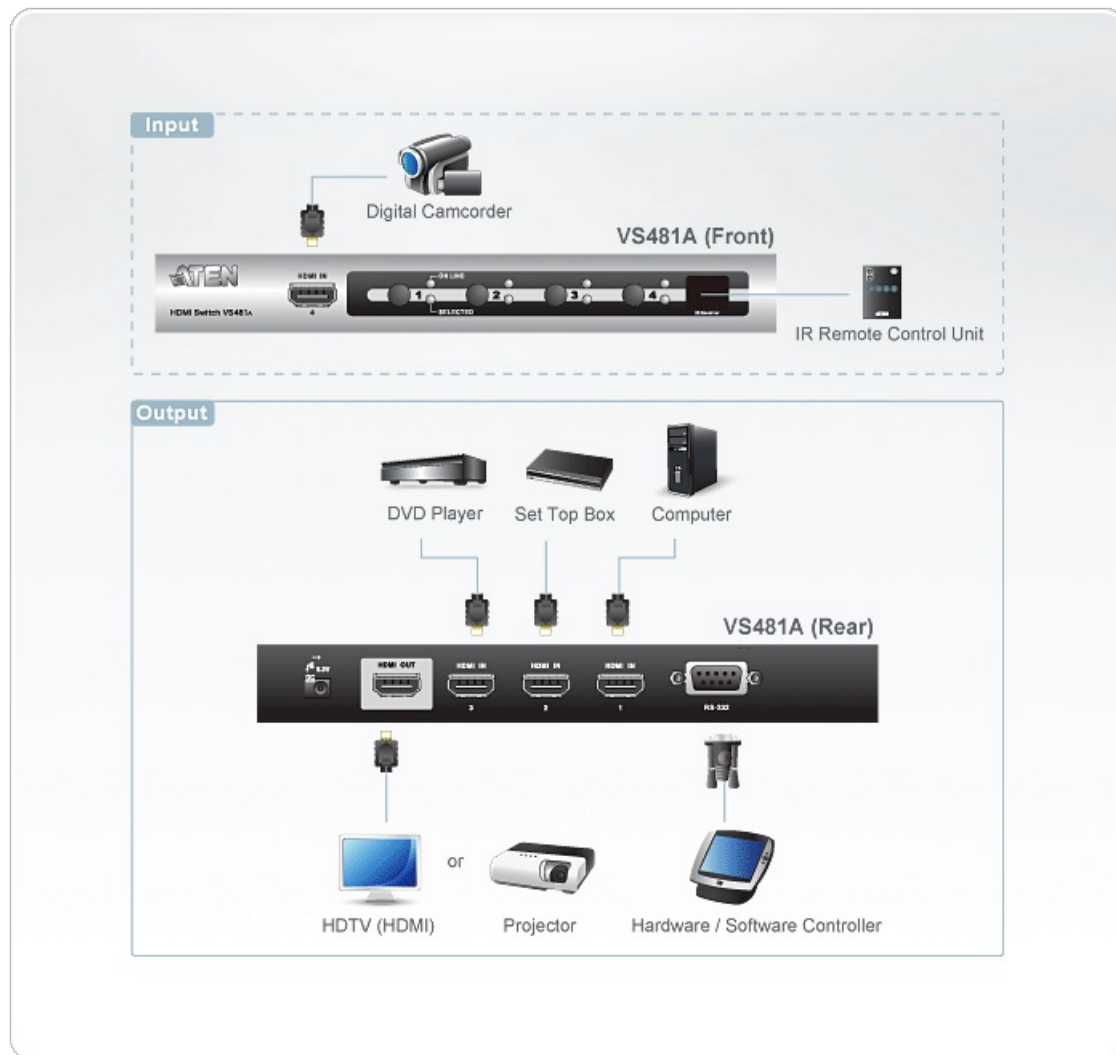 Input
Digital Camcorder
VS481A (Front)
ATEN
HDMI IN
ON LINE
1 2 3 4
4
SELECTED
HDMI Switch VS481A
IR Remote Control Unit
Output
DVD Player Set Top Box Computer
VS481A (Rear)
HDMI OUT HDMI IN HDMI IN HDMI IN
3 2 1 RS-232
HDTV (HDMI) or Projector Hardware / Software Controller